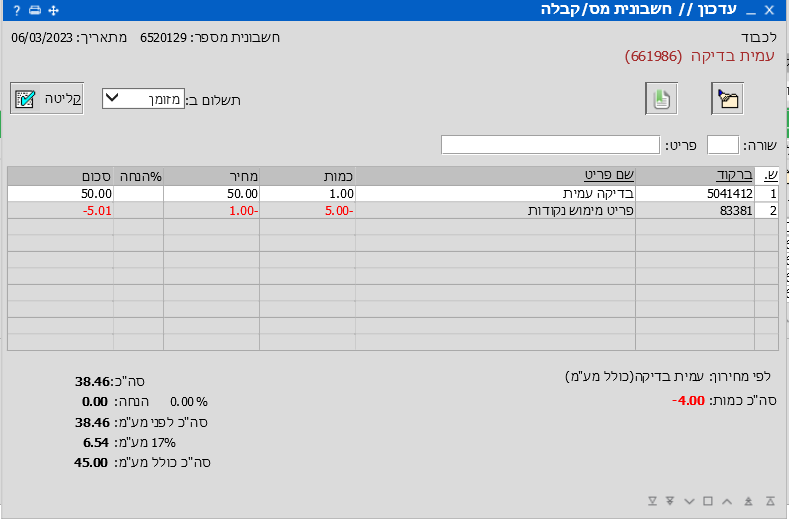 עדכון // חשבונית מס/קבלה
לכבוד חשבונית מספר: 6520129 מתאריך: 06/03/2023
עמית בדיקה (661986)
תשלום ב: מזומן קליטה
שורה: פריט:
ש. ברקוד שם פריט כמות מחיר %הנחה סכום
1 5041412 בדיקה עמית 1.00 50.00 50.00
2 83381 פריט מימוש נקודות -5.00 -1.00 -5.01
לפי מחירון: עמית בדיקה(כולל מע"מ)
סה"כ כמות: -4.00
סה"כ: 38.46
הנחה: 0.00 % 0.00
סה"כ לפני מע"מ: 38.46
17% מע"מ: 6.54
סה"כ כולל מע"מ: 45.00